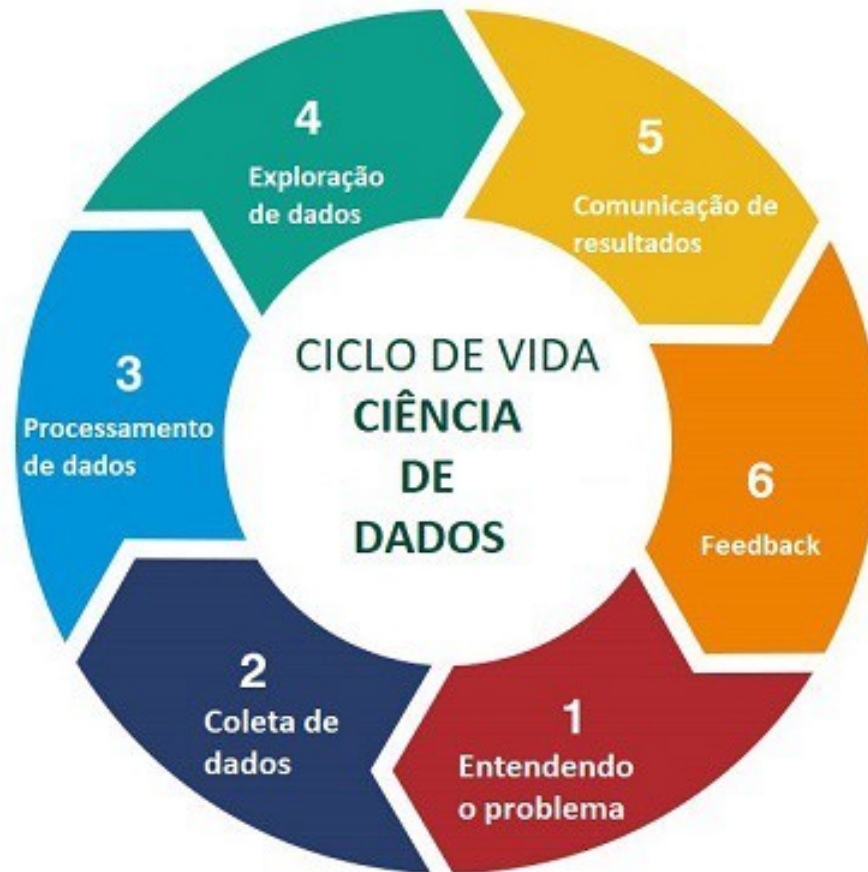 CICLO DE VIDA
CIÊNCIA
DE
DADOS
1
Entendendo
o problema
2
Coleta de
dados
3
Processamento
de dados
4
Exploração
de dados
5
Comunicação de
resultados
6
Feedback